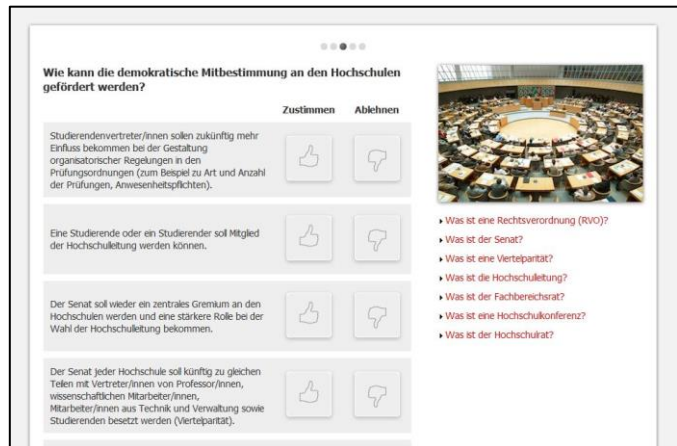 Wie kann die demokratische Mitbestimmung an den Hochschulen
gefördert werden?
Zustimmen Ablehnen
Studierendenvertreter/innen sollen zukünftig mehr
Einfluss bekommen bei der Gestaltung
organisatorischer Regelungen in den
Prüfungsordnungen (zum Beispiel zu Art und Anzahl
der Prüfungen, Anwesenheitspflichten).
Eine Studierende oder ein Studierender soll Mitglied
der Hochschulleitung werden können.
Der Senat soll wieder ein zentrales Gremium an den
Hochschulen werden und eine stärkere Rolle bei der
Wahl der Hochschulleitung bekommen.
Der Senat jeder Hochschule soll künftig zu gleichen
Teilen mit Vertreter/innen von Professor/innen,
wissenschaftlichen Mitarbeiter/innen,
Mitarbeiter/innen aus Technik und Verwaltung sowie
Studierenden besetzt werden (Viertelparität).
Was ist eine Rechtsverordnung (RVO)?
Was ist der Senat?
Was ist eine Viertelparität?
Was ist die Hochschulleitung?
Was ist der Fachbereichsrat?
Was ist eine Hochschulkonferenz?
Was ist der Hochschulrat?